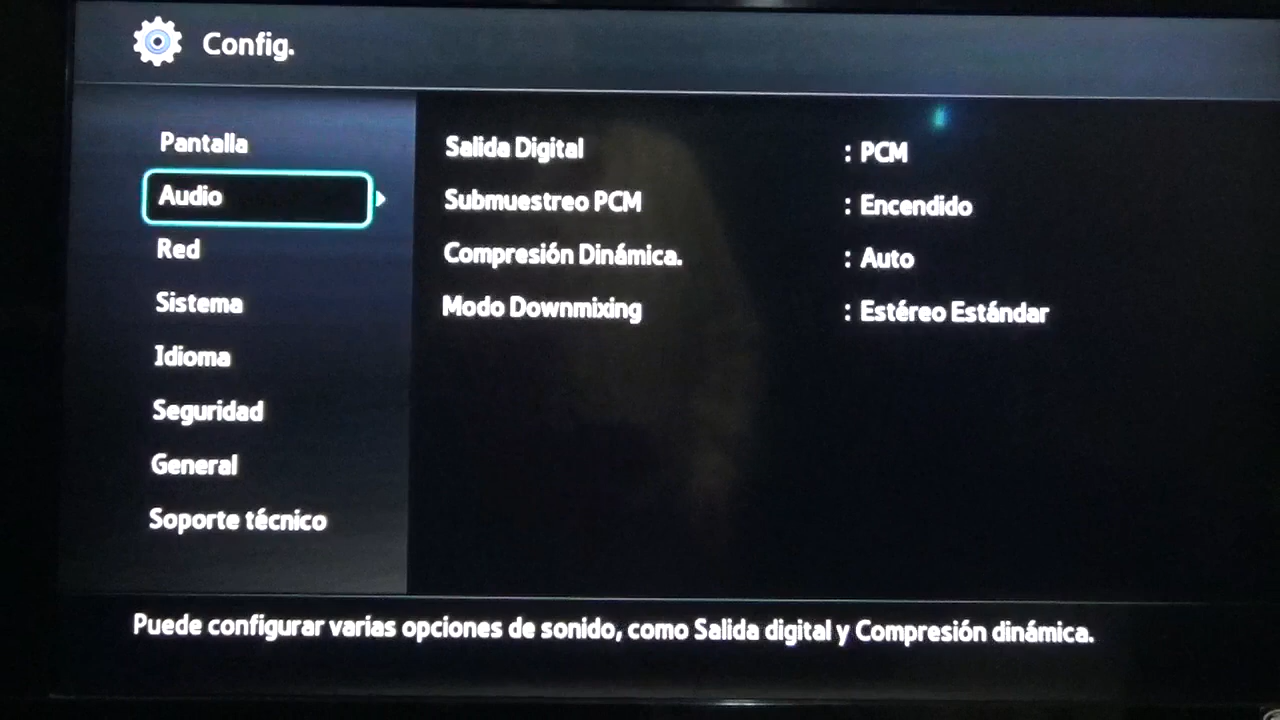 Config.
Pantalla
Audio
Red
Sistema
Idioma
Seguridad
General
Soporte técnico
Salida Digital : PCM
Submuestreo PCM : Encendido
Compresión Dinámica. : Auto
Modo Downmixing : Estéreo Estándar
Puede configurar varias opciones de sonido, como Salida digital y Compresión dinámica.